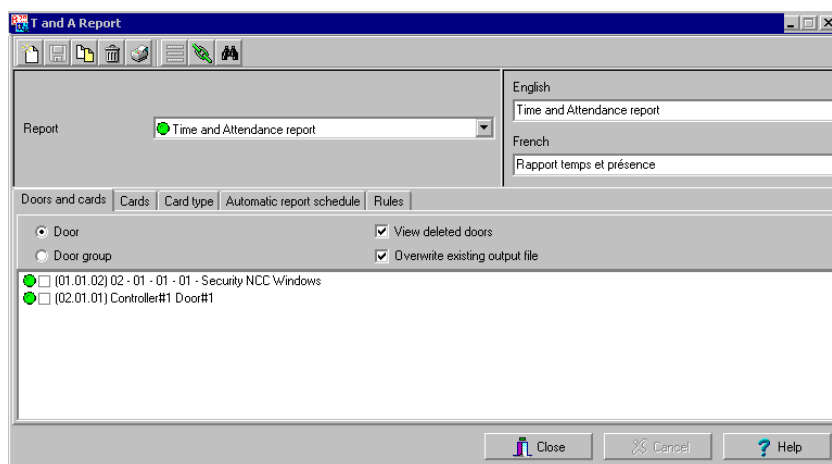 T and A Report
English
Time and Attendance report
Report
Time and Attendance report
French
Rapport temps et présence
Doors and cards
Cards
Card type
Automatic report schedule
Rules
Door
View deleted doors
Door group
Overwrite existing output file
(01.01.02) 02 - 01 - 01 - 01 - Security NCC Windows
(02.01.01) Controller#1 Door#1
Close
Cancel
Help